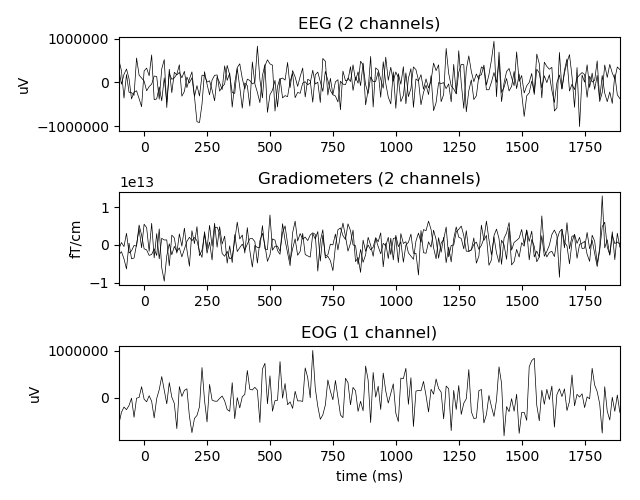 EEG (2 channels)
1000000
0
−1000000
uV
0 250 500 750 1000 1250 1500 1750
1e13
Gradiometers (2 channels)
1
0
−1
fT/cm
0 250 500 750 1000 1250 1500 1750
EOG (1 channel)
1000000
0
uV
0 250 500 750 1000 1250 1500 1750
time (ms)